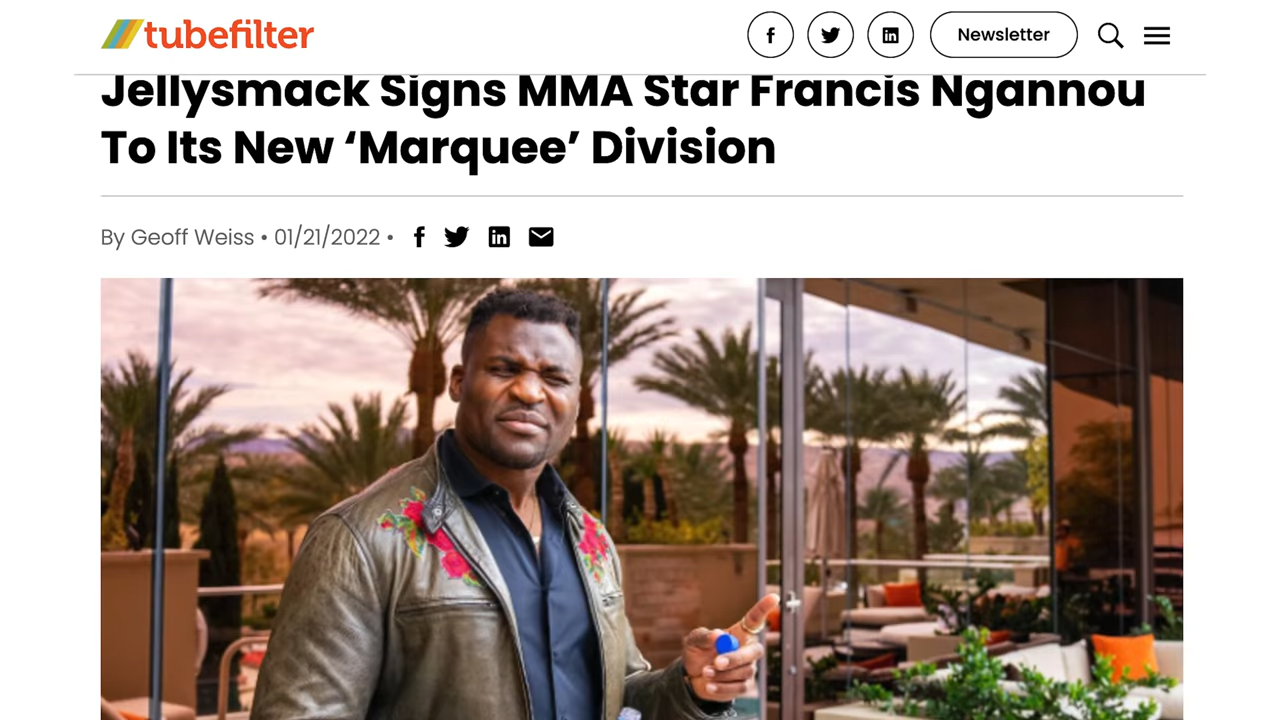 tubefilter
Newsletter
Jellysmack Signs MMA Star Francis Ngannou
To Its New ‘Marquee’ Division
By Geoff Weiss • 01/21/2022 •